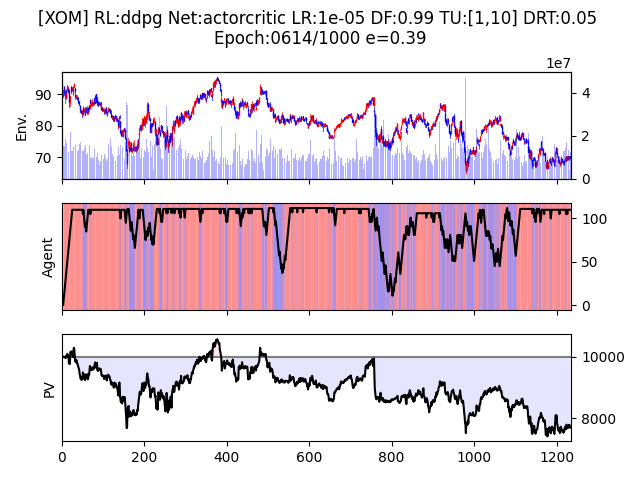 [XOM] RL:ddpg Net:actorcritic LR:1e-05 DF:0.99 TU:[1,10] DRT:0.05
Epoch:0614/1000 e=0.39
1e7
Env.
90
80
70
4
2
0
Agent
100
50
0
PV
10000
8000
0 200 400 600 800 1000 1200